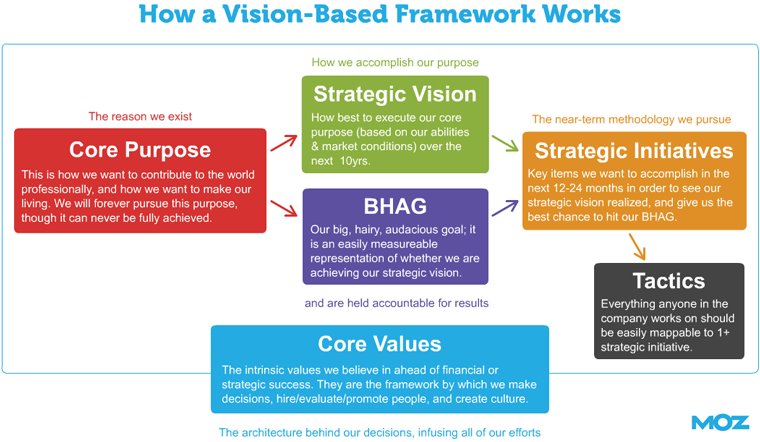 How a Vision-Based Framework Works
How we accomplish our purpose
Strategic Vision
How best to execute our core
purpose (based on our abilities
& market conditions) over the
next 10yrs.
The reason we exist
Core Purpose
This is how we want to contribute to the world
professionally, and how we want to make our
living. We will forever pursue this purpose,
though it can never be fully achieved.
BHAG
Our big, hairy, audacious goal; it
is an easily measureable
representation of whether we are
achieving our strategic vision.
and are held accountable for results
The near-term methodology we pursue
Strategic Initiatives
Key items we want to accomplish in the
next 12-24 months in order to see our
strategic vision realized, and give us the
best chance to hit our BHAG.
Tactics
Everything anyone in the
company works on should
be easily mappable to 1+
strategic initiative.
Core Values
The intrinsic values we believe in ahead of financial or
strategic success. They are the framework by which we make
decisions, hire/evaluate/promote people, and create culture.
The architecture behind our decisions, infusing all of our efforts
MOZ